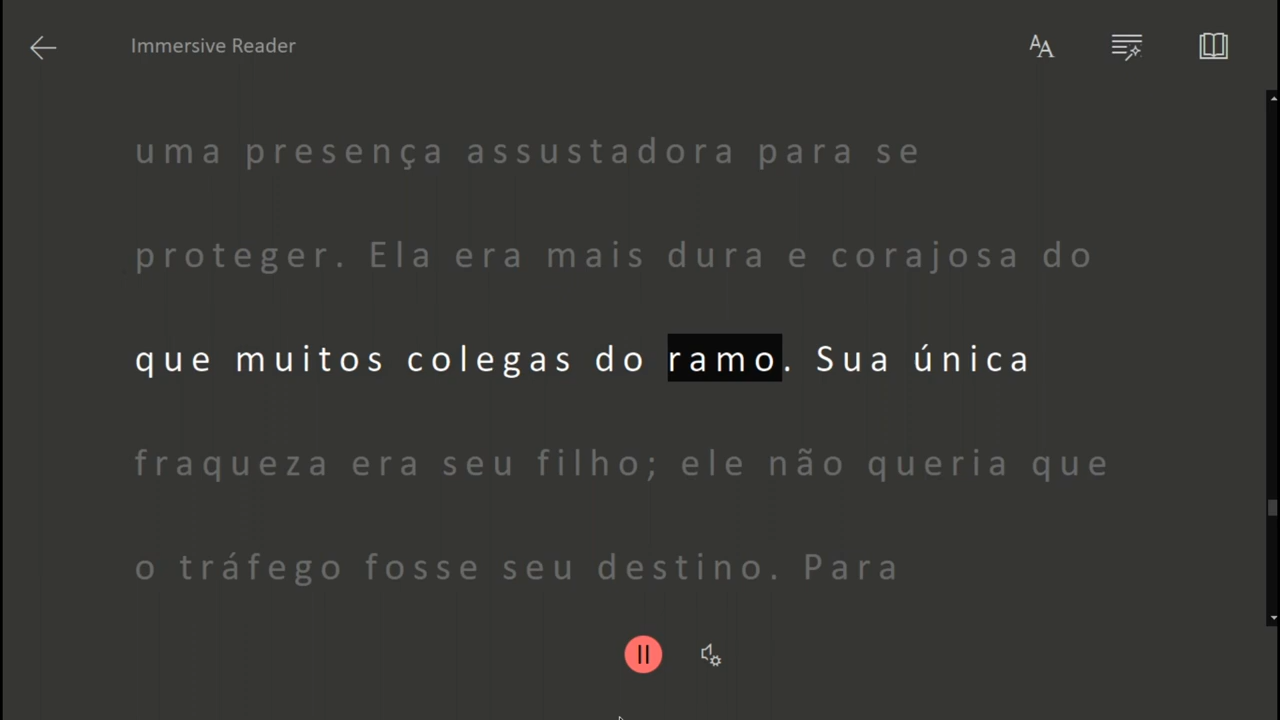 Immersive Reader
uma presença assustadora para se
proteger. Ela era mais dura e corajosa do
que muitos colegas do ramo. Sua única
fraqueza era seu filho; ele não queria que
o tráfego fosse seu destino. Para